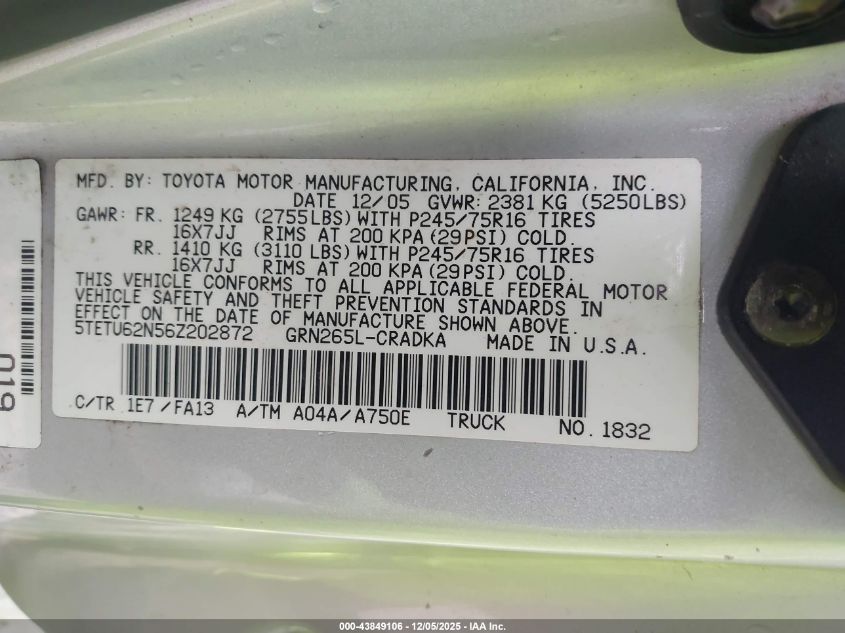 MFD. BY: TOYOTA MOTOR MANUFACTURING, CALIFORNIA, INC.
DATE 12/05 GVWR: 2381 KG (5250LBS)
GAWR: FR. 1249 KG (2755LBS) WITH P245/75R16 TIRES
16X7JJ RIMS AT 200 KPA (29PSI) COLD.
RR. 1410 KG (3110 LBS) WITH P245/75R16 TIRES
16X7JJ RIMS AT 200 KPA (29PSI) COLD.
THIS VEHICLE CONFORMS TO ALL APPLICABLE FEDERAL MOTOR
VEHICLE SAFETY AND THEFT PREVENTION STANDARDS IN
EFFECT ON THE DATE OF MANUFACTURE SHOWN ABOVE.
5TETU62N56Z202872 GRN265L-CRADKA MADE IN U.S.A.
C/TR 1E7/FA13 A/TM A04A/A750E TRUCK NO. 1832
019
000-43849106 - 12/05/2025 - IAA Inc.